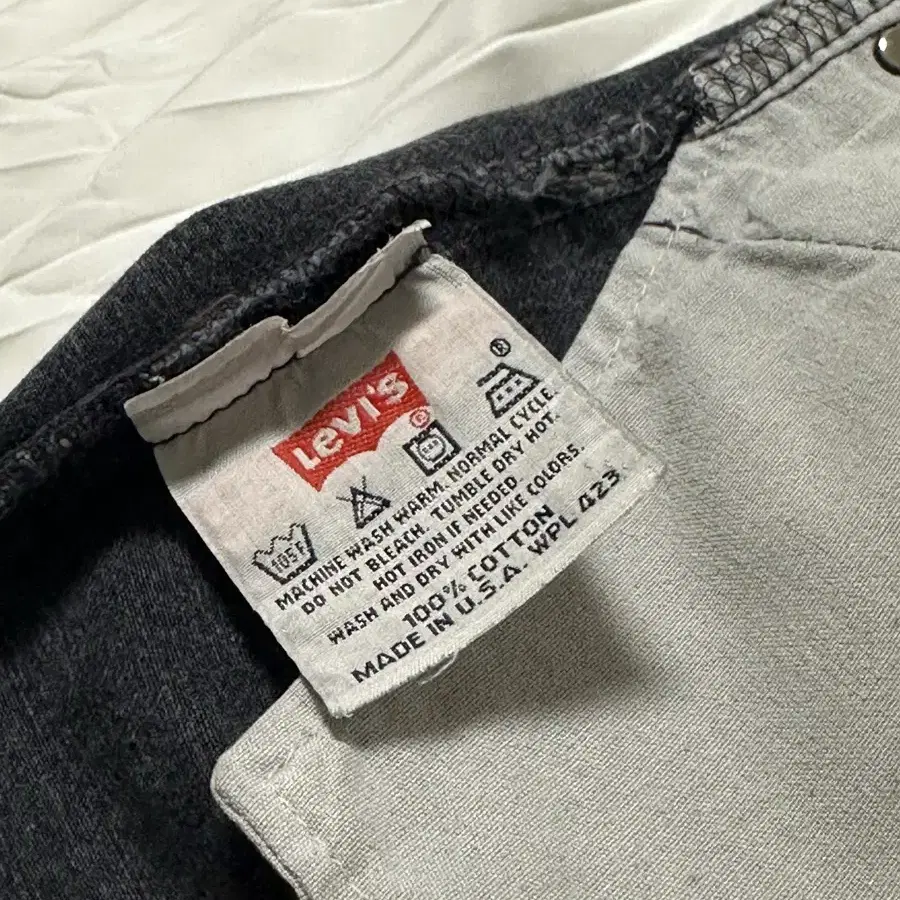 Levi's®
®
105F
MACHINE WASH WARM. NORMAL CYCLE.
DO NOT BLEACH. TUMBLE DRY HOT.
HOT IRON IF NEEDED.
WASH AND DRY WITH LIKE COLORS.
100% COTTON
MADE IN U.S.A. WPL 423